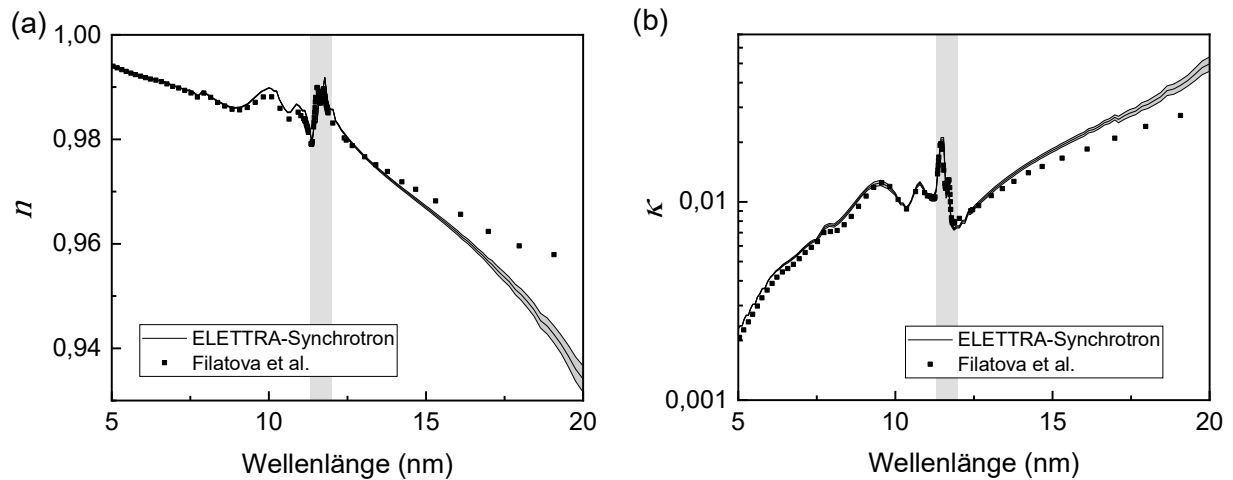 (a)
1,00
0,98
0,96
0,94
n
5
10
15
20
Wellenlänge (nm)
ELETTRA-Synchrotron
Filatova et al.
(b)
0,01
0,001
κ
5
10
15
20
Wellenlänge (nm)
ELETTRA-Synchrotron
Filatova et al.